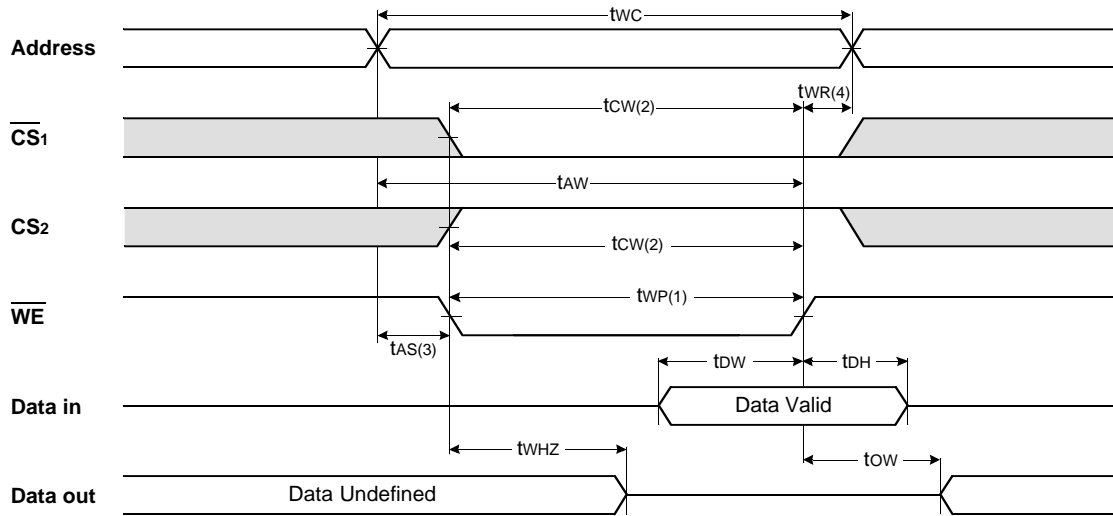 tWC
Address
tCW(2)
tWR(4)
CS1
tAW
CS2
tCW(2)
WE
tWP(1)
tAS(3)
tDW
tDH
Data in
Data Valid
tWHZ
tOW
Data out
Data Undefined